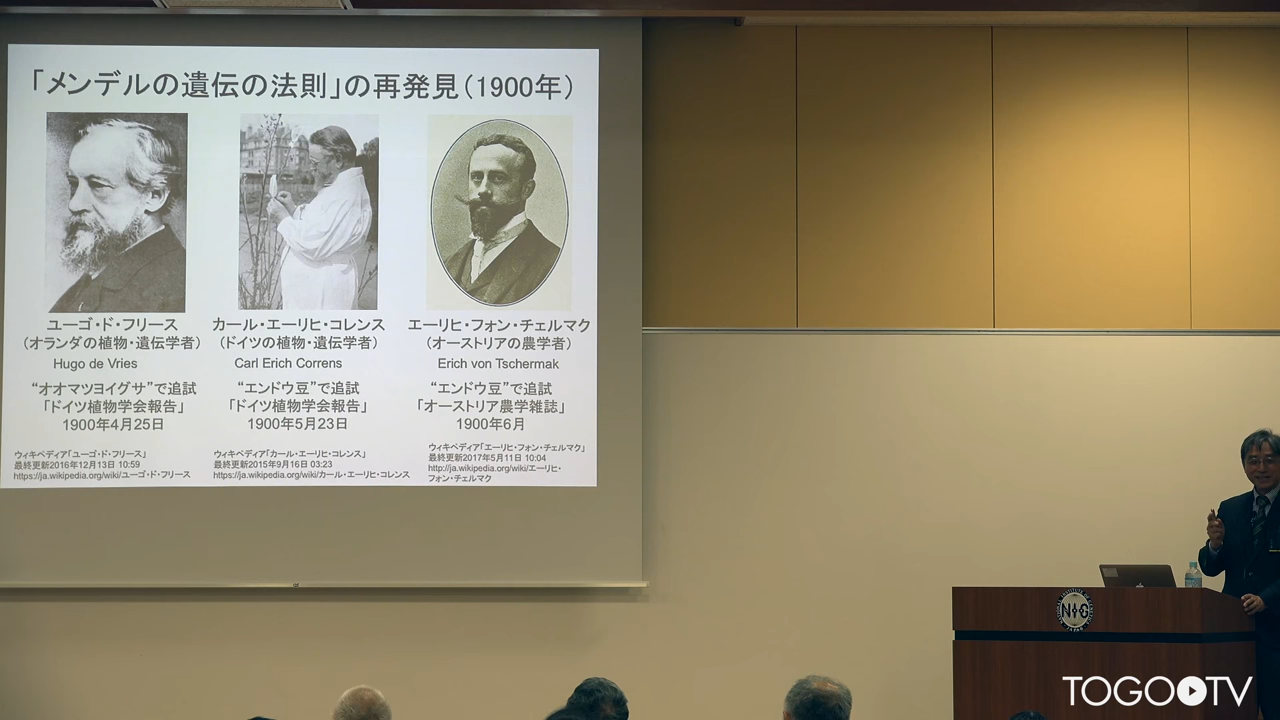 「メンデルの遺伝の法則」の再発見(1900年)
ユーゴ・ド・フリース
(オランダの植物・遺伝学者)
Hugo de Vries
“オオマツヨイグサ”で追試
「ドイツ植物学会報告」
1900年4月25日
ウィキペディア「ユーゴ・ド・フリース」
最終更新2016年12月13日 10:59
https://ja.wikipedia.org/wiki/ユーゴ・ド・フリース
カール・エーリヒ・コレンス
(ドイツの植物・遺伝学者)
Carl Erich Correns
“エンドウ豆”で追試
「ドイツ植物学会報告」
1900年5月23日
ウィキペディア「カール・エーリヒ・コレンス」
最終更新2015年9月16日 03:23
https://ja.wikipedia.org/wiki/カール・エーリヒ・コレンス
エーリヒ・フォン・チェルマク
(オーストリアの農学者)
Erich von Tschermak
“エンドウ豆”で追試
「オーストリア農学雑誌」
1900年6月
ウィキペディア「エーリヒ・フォン・チェルマク」
最終更新2017年5月11日 10:04
http://ja.wikipedia.org/wiki/エーリヒ・
フォン・チェルマク
NIG
JAPAN
TOGO TV